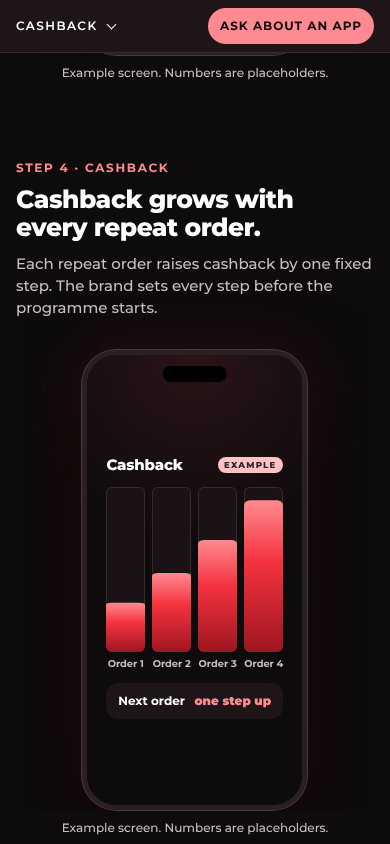 CASHBACK
ASK ABOUT AN APP
Example screen. Numbers are placeholders.
STEP 4 · CASHBACK
Cashback grows with
every repeat order.
Each repeat order raises cashback by one fixed
step. The brand sets every step before the
programme starts.
Cashback
EXAMPLE
Order 1 Order 2 Order 3 Order 4
Next order one step up
Example screen. Numbers are placeholders.